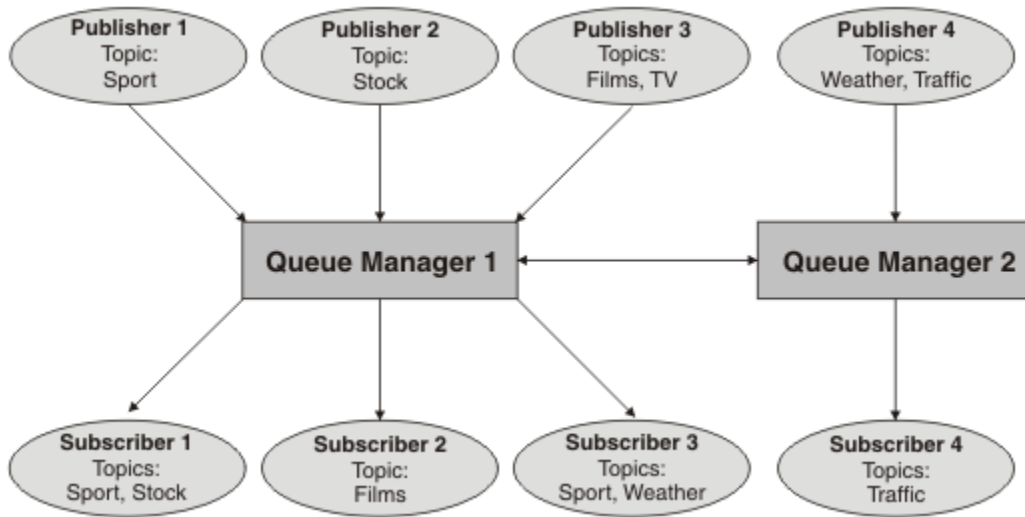 Publisher 1
Topic:
Sport
Publisher 2
Topic:
Stock
Publisher 3
Topics:
Films, TV
Publisher 4
Topics:
Weather, Traffic
Queue Manager 1
Queue Manager 2
Subscriber 1
Topics:
Sport, Stock
Subscriber 2
Topic:
Films
Subscriber 3
Topics:
Sport, Weather
Subscriber 4
Topics:
Traffic